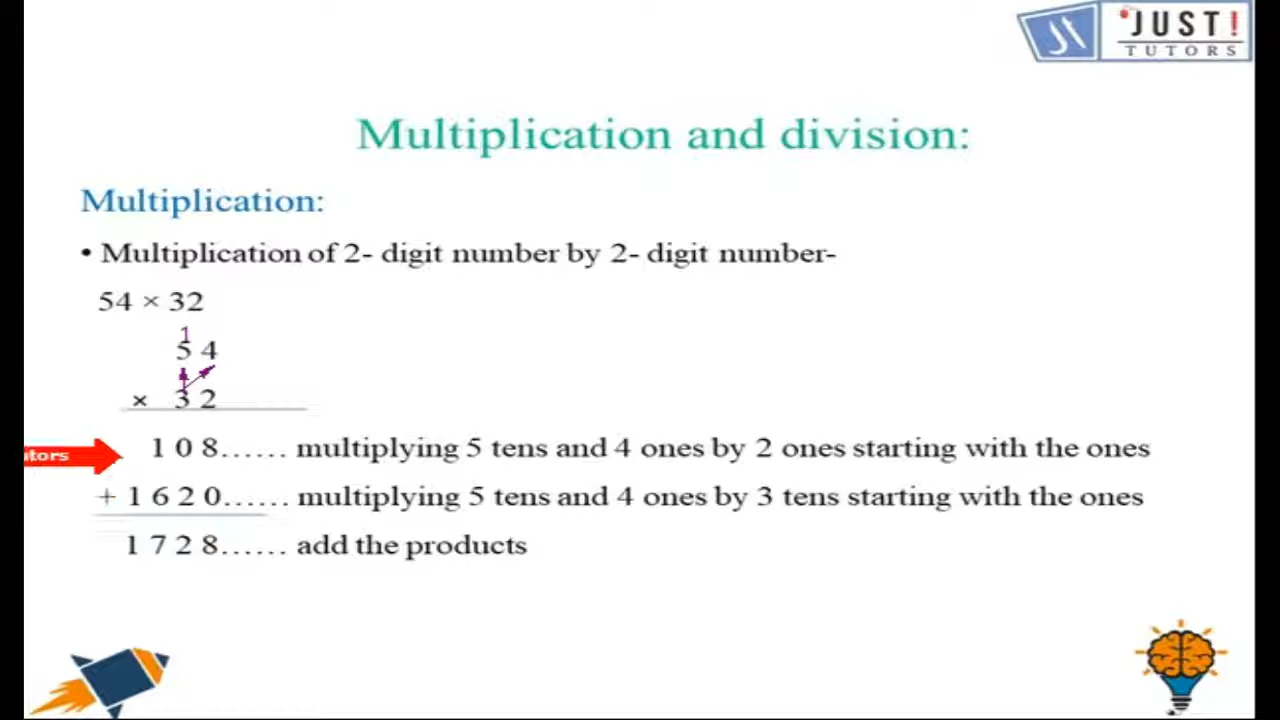 JUST!
TUTORS
Multiplication and division:
Multiplication:
• Multiplication of 2- digit number by 2- digit number-
54 × 32
1
5 4
× 3 2
tors
1 0 8...... multiplying 5 tens and 4 ones by 2 ones starting with the ones
+ 1 6 2 0...... multiplying 5 tens and 4 ones by 3 tens starting with the ones
1 7 2 8...... add the products